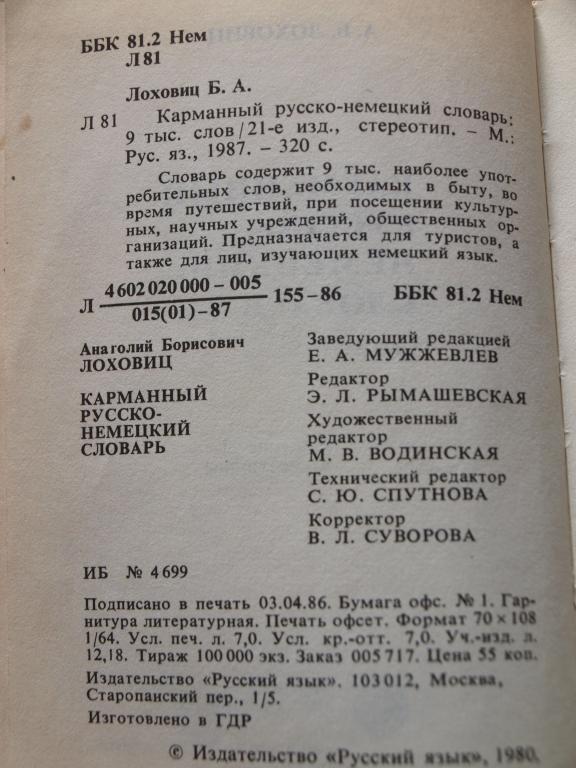 ББК 81.2 Нем
Л 81
Лоховиц Б. А.
Л 81 Карманный русско-немецкий словарь:
9 тыс. слов/21-е изд., стереотип. – М.:
Рус. яз., 1987. – 320 с.
Словарь содержит 9 тыс. наиболее упот-
ребительных слов, необходимых в быту, во
время путешествий, при посещении культур-
ных, научных учреждений, общественных ор-
ганизаций. Предназначается для туристов, а
также для лиц, изучающих немецкий язык.
Л 4602020000 – 005
015(01) – 87 155 – 86 ББК 81.2 Нем
Анаголий Борисович
ЛОХОВИЦ
КАРМАННЫЙ
РУССКО-
НЕМЕЦКИЙ
СЛОВАРЬ
Заведующий редакцией
Е. А. МУЖЖЕВЛЕВ
Редактор
Э. Л. РЫМАШЕВСКАЯ
Художественный
редактор
М. В. ВОДИНСКАЯ
Технический редактор
С. Ю. СПУТНОВА
Корректор
В. Л. СУВОРОВА
ИБ № 4699
Подписано в печать 03.04.86. Бумага офс. № 1. Гар-
нитура литературная. Печать офсет. Формат 70 × 108
1/64. Усл. печ. л. 7,0. Усл. кр.-отт. 7,0. Уч.-изд. л.
12,18. Тираж 100 000 экз. Заказ 005 717. Цена 55 коп.
Издательство «Русский язык». 103012, Москва,
Старопанский пер., 1/5.
Изготовлено в ГДР
© Издательство «Русский язык», 1980.